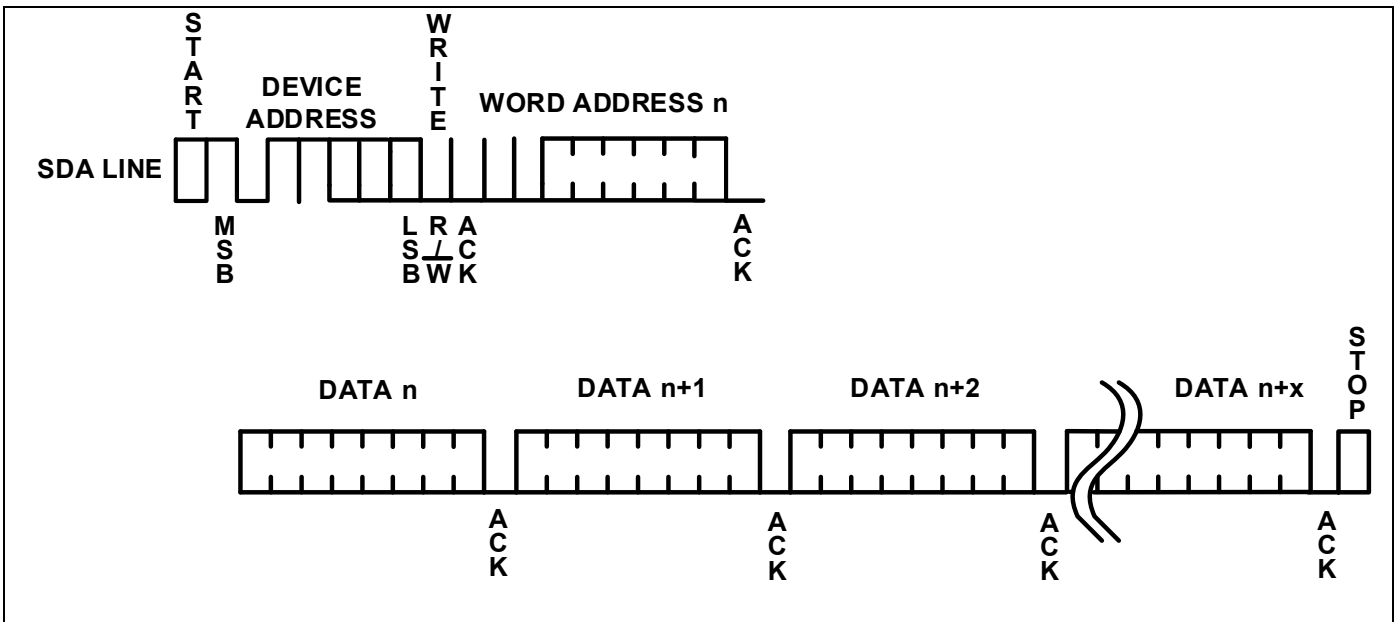 START
WRITE
DEVICE
ADDRESS
WORD ADDRESS n
SDA LINE
MSB
LSB
R/W
ACK
ACK
STOP
DATA n
DATA n+1
DATA n+2
DATA n+x
ACK
ACK
ACK
ACK